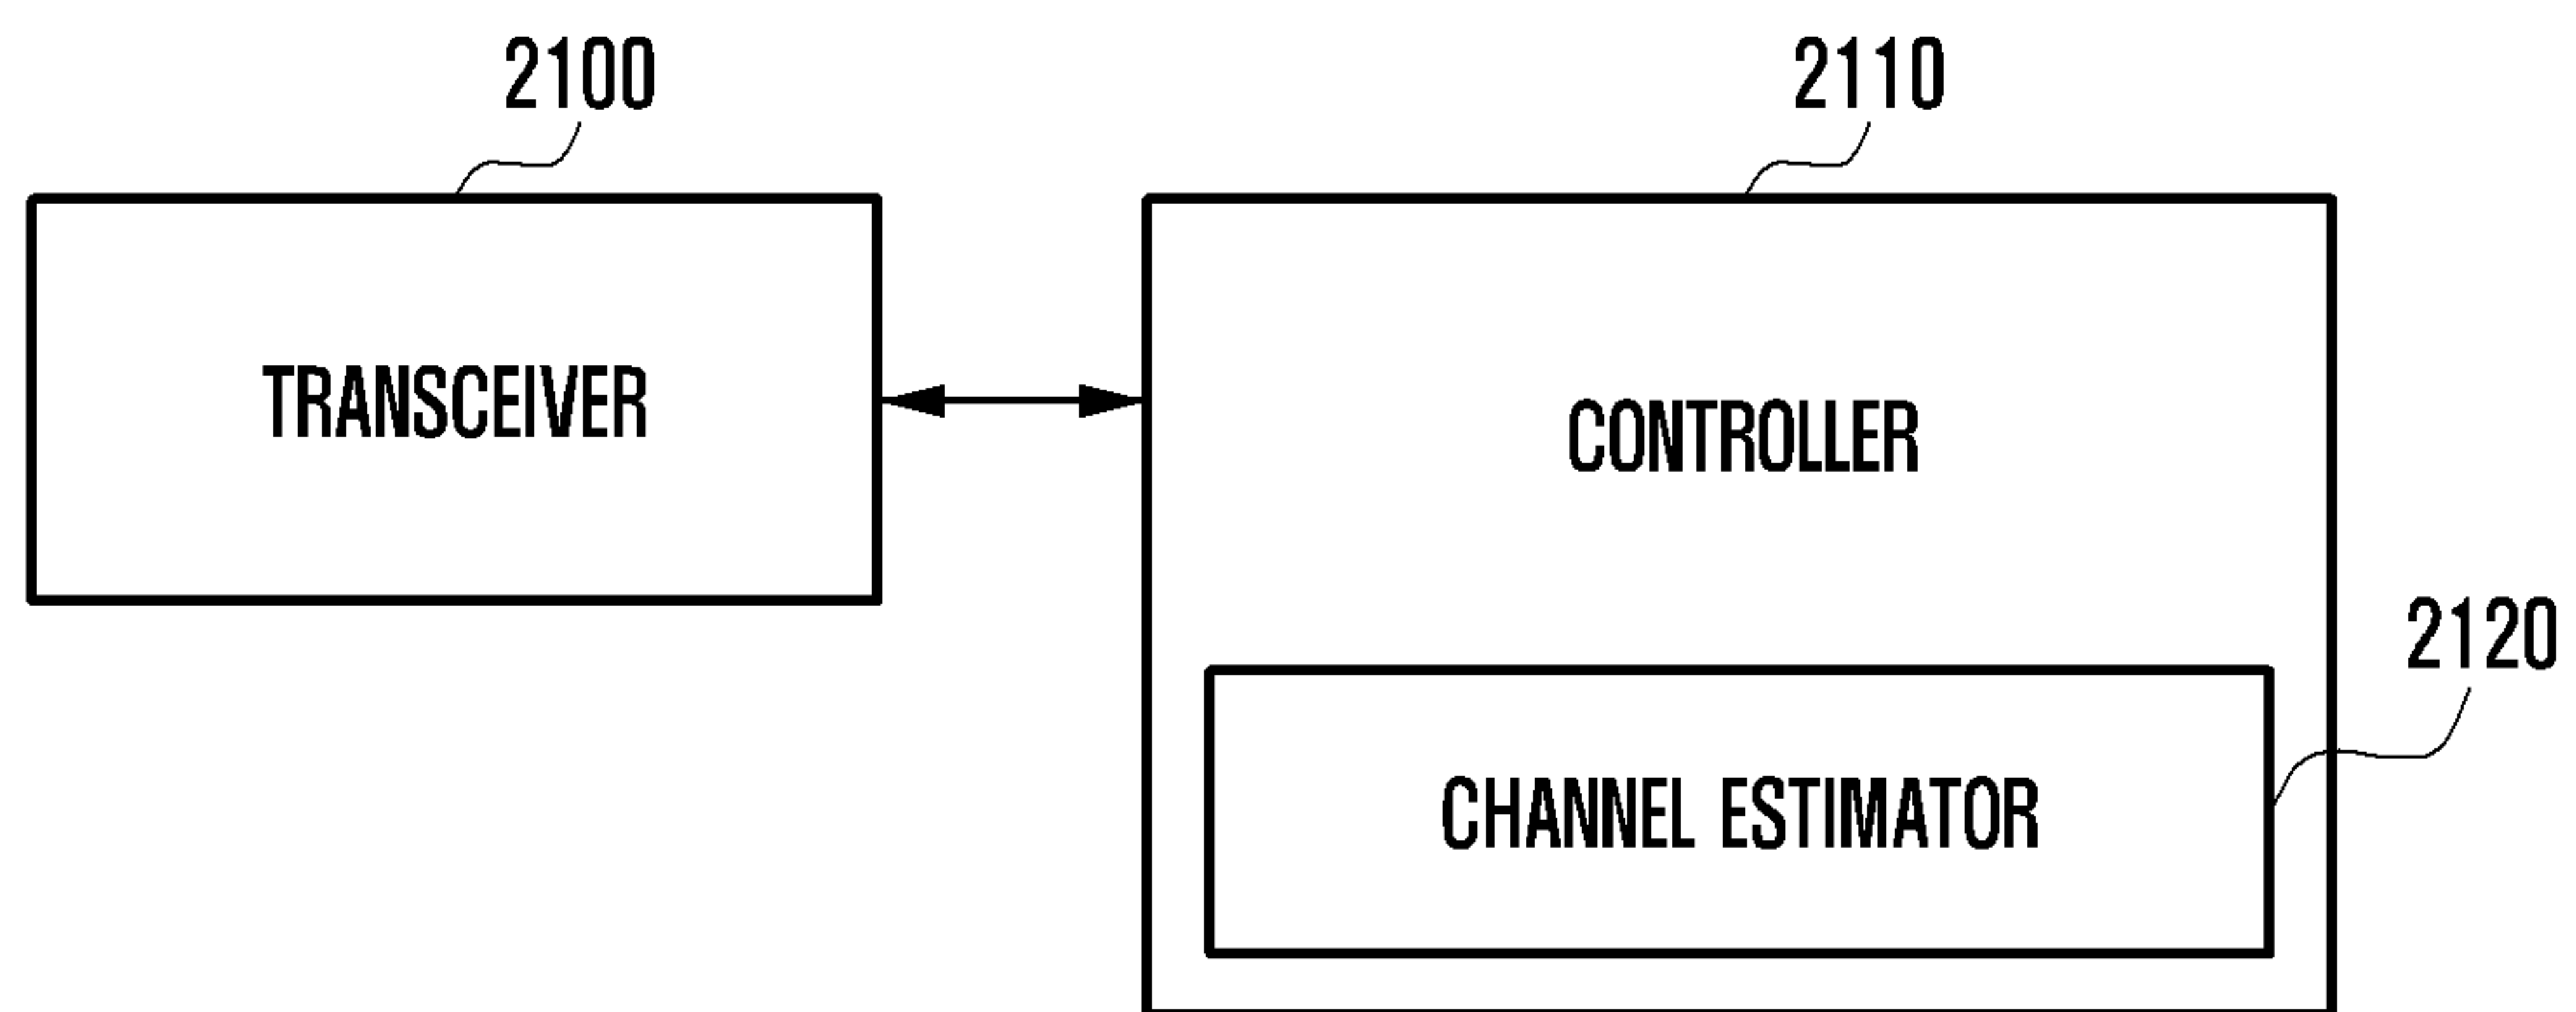 2100
2110
TRANSCEIVER
CONTROLLER
2120
CHANNEL ESTIMATOR